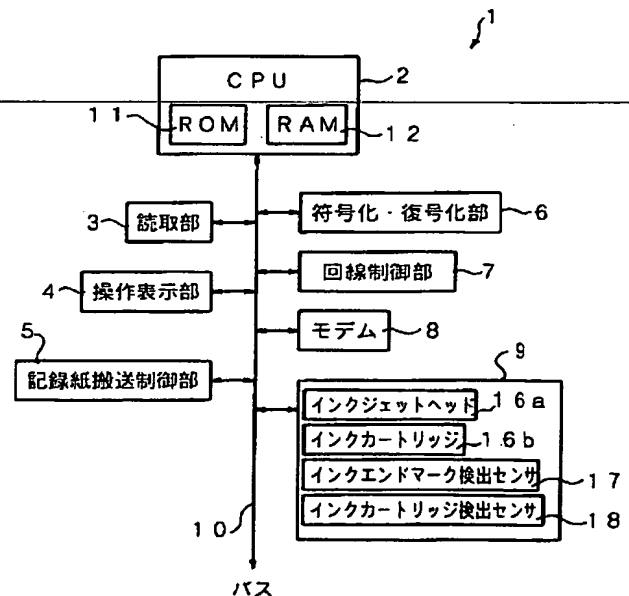 1
CPU
2
11
ROM
RAM
12
3
読取部
符号化・復号化部
6
4
操作表示部
回線制御部
7
モデム
8
5
記録紙搬送制御部
9
インクジェットヘッド
16a
インクカートリッジ
16b
インクエンドマーク検出センサ
17
インクカートリッジ検出センサ
18
10
バス